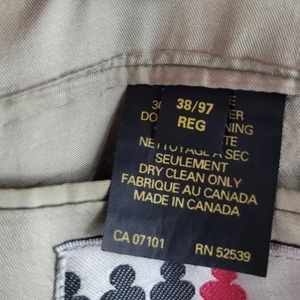 38/97
REG
NETTOYAGE A SEC
SEULEMENT
DRY CLEAN ONLY
FABRIQUE AU CANADA
MADE IN CANADA
CA 07101 RN 52539